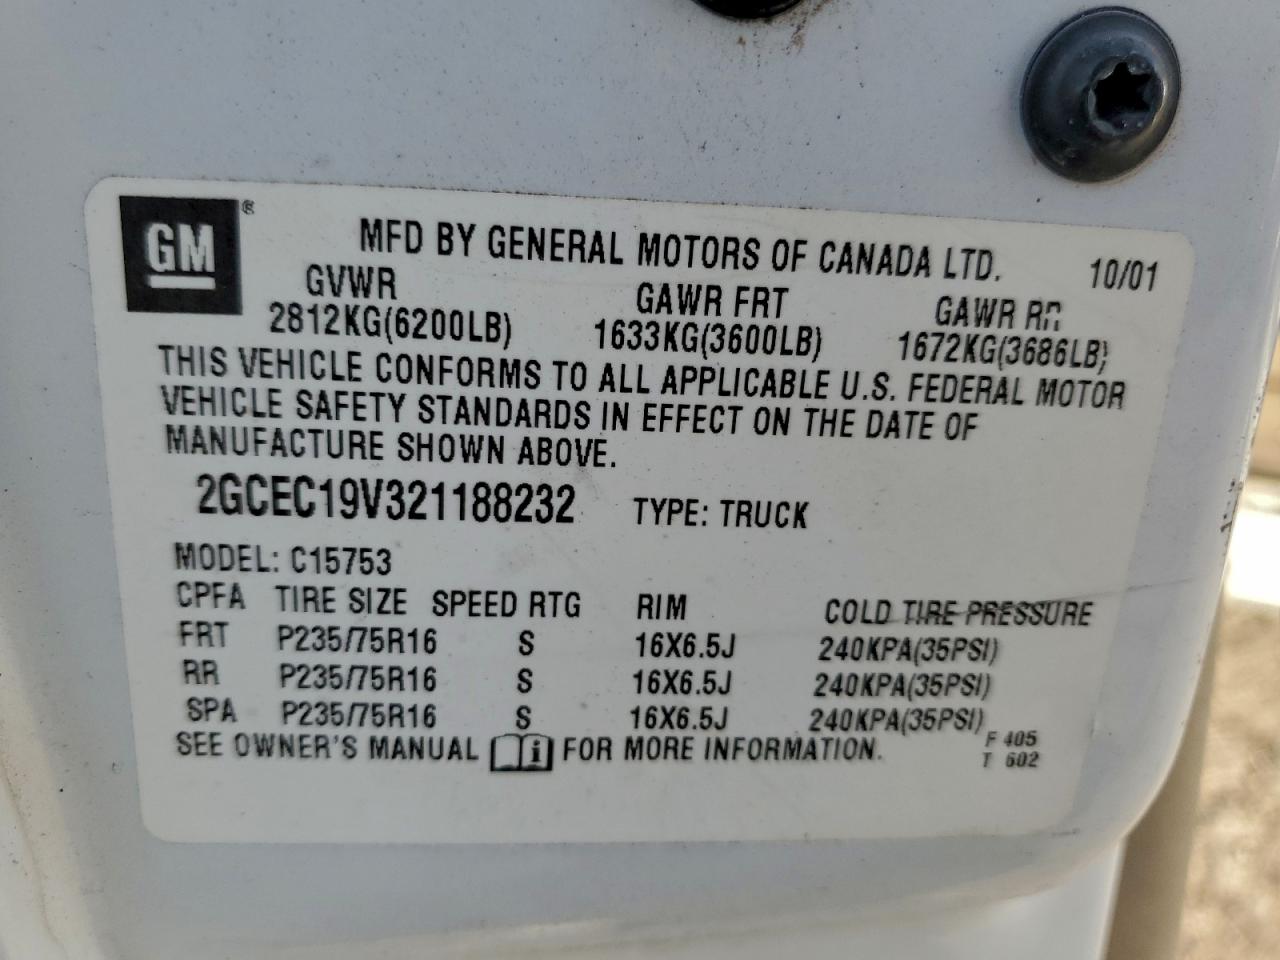 GM®
MFD BY GENERAL MOTORS OF CANADA LTD. 10/01
GVWR GAWR FRT GAWR RR
2812KG(6200LB) 1633KG(3600LB) 1672KG(3686LB)
THIS VEHICLE CONFORMS TO ALL APPLICABLE U.S. FEDERAL MOTOR
VEHICLE SAFETY STANDARDS IN EFFECT ON THE DATE OF
MANUFACTURE SHOWN ABOVE.
2GCEC19V321188232 TYPE: TRUCK
MODEL: C15753
CPFA TIRE SIZE SPEED RTG RIM COLD TIRE PRESSURE
FRT P235/75R16 S 16X6.5J 240KPA(35PSI)
RR P235/75R16 S 16X6.5J 240KPA(35PSI)
SPA P235/75R16 S 16X6.5J 240KPA(35PSI)
SEE OWNER'S MANUAL i FOR MORE INFORMATION.
F 405
T 602